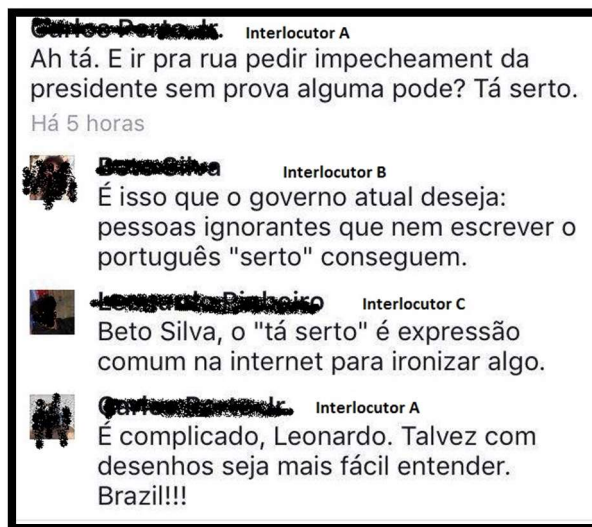 Interlocutor A
Ah tá. E ir pra rua pedir impecheament da
presidente sem prova alguma pode? Tá serto.
Há 5 horas
Interlocutor B
É isso que o governo atual deseja:
pessoas ignorantes que nem escrever o
português "serto" conseguem.
Interlocutor C
Beto Silva, o "tá serto" é expressão
comum na internet para ironizar algo.
Interlocutor A
É complicado, Leonardo. Talvez com
desenhos seja mais fácil entender.
Brazil!!!